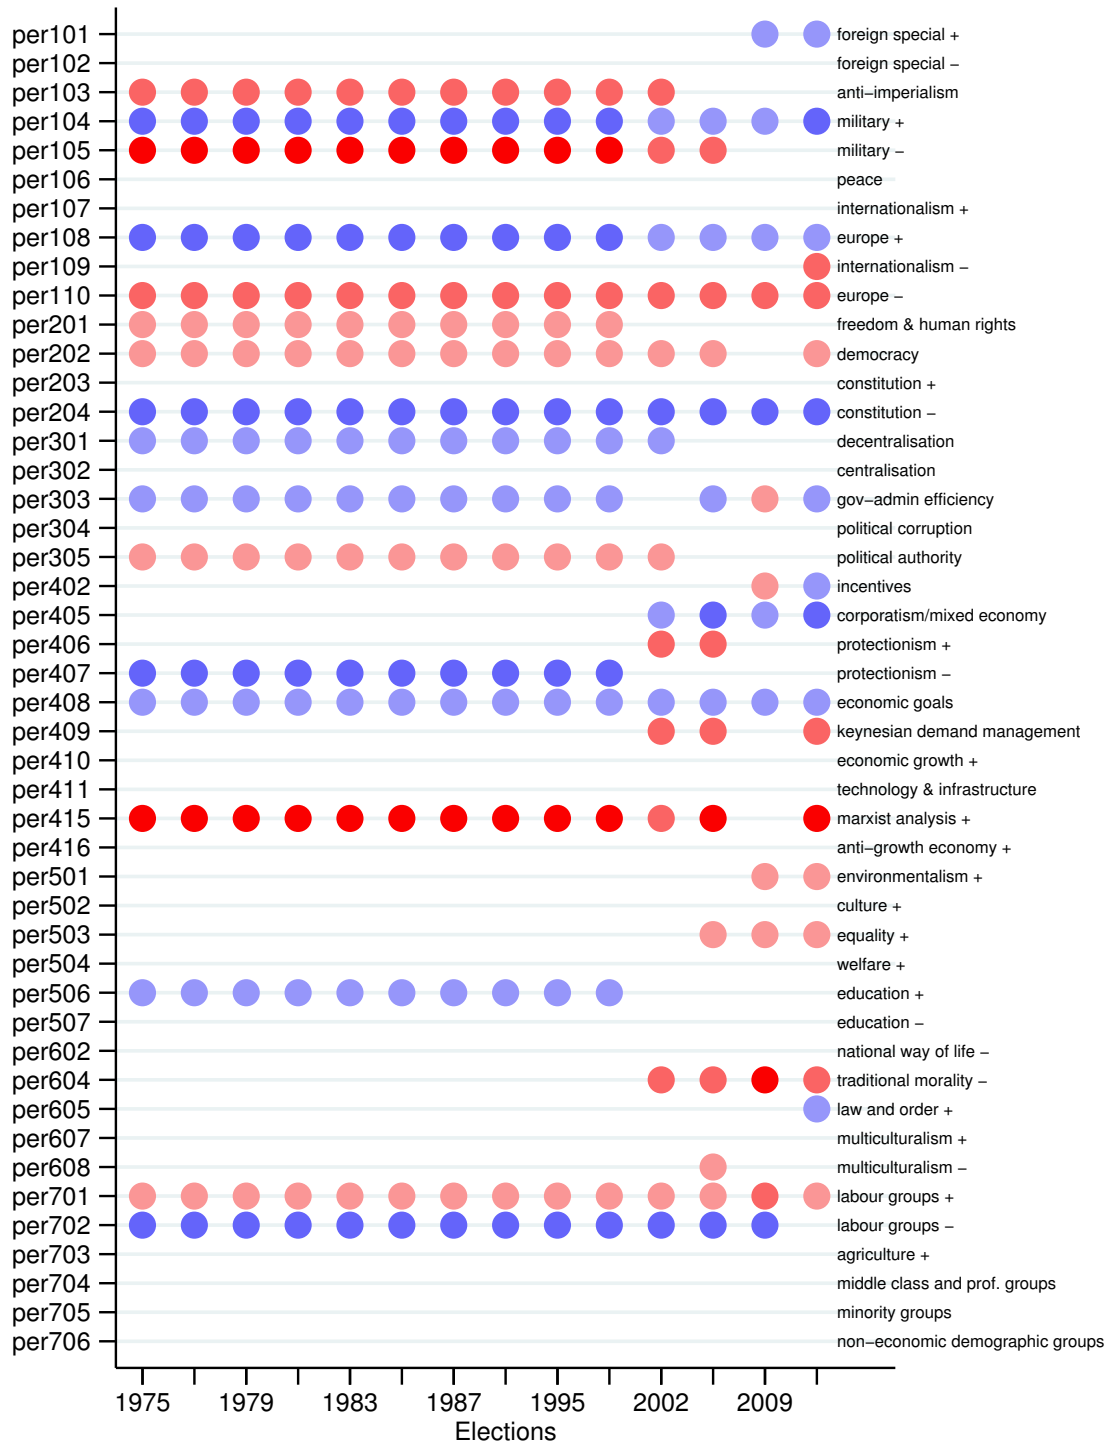 per101 foreign special +
per102 foreign special −
per103 anti−imperialism
per104 military +
per105 military −
per106 peace
per107 internationalism +
per108 europe +
per109 internationalism −
per110 europe −
per201 freedom & human rights
per202 democracy
per203 constitution +
per204 constitution −
per301 decentralisation
per302 centralisation
per303 gov−admin efficiency
per304 political corruption
per305 political authority
per402 incentives
per405 corporatism/mixed economy
per406 protectionism +
per407 protectionism −
per408 economic goals
per409 keynesian demand management
per410 economic growth +
per411 technology & infrastructure
per415 marxist analysis +
per416 anti−growth economy +
per501 environmentalism +
per502 culture +
per503 equality +
per504 welfare +
per506 education +
per507 education −
per602 national way of life −
per604 traditional morality −
per605 law and order +
per607 multiculturalism +
per608 multiculturalism −
per701 labour groups +
per702 labour groups −
per703 agriculture +
per704 middle class and prof. groups
per705 minority groups
per706 non−economic demographic groups
1975 1979 1983 1987 1995 2002 2009
Elections